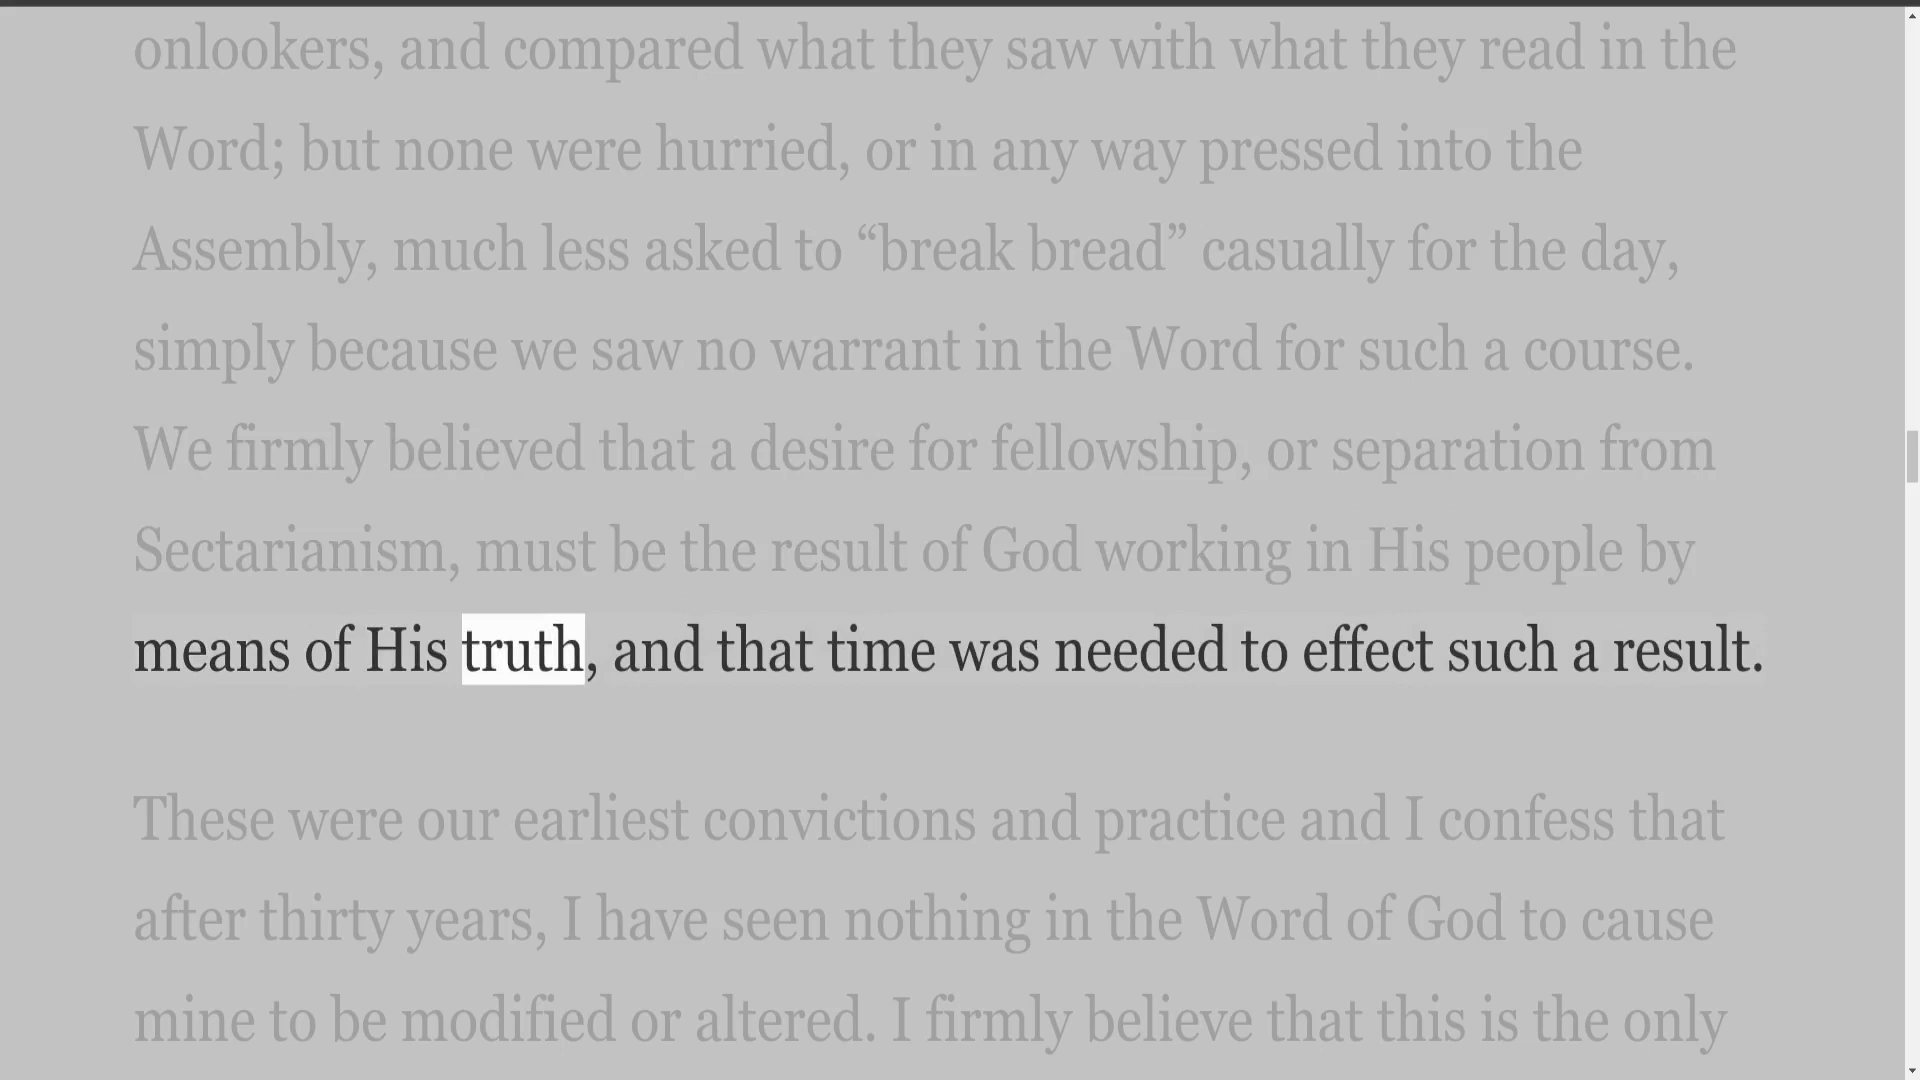 onlookers, and compared what they saw with what they read in the
Word; but none were hurried, or in any way pressed into the
Assembly, much less asked to “break bread” casually for the day,
simply because we saw no warrant in the Word for such a course.
We firmly believed that a desire for fellowship, or separation from
Sectarianism, must be the result of God working in His people by
means of His truth, and that time was needed to effect such a result.
These were our earliest convictions and practice and I confess that
after thirty years, I have seen nothing in the Word of God to cause
mine to be modified or altered. I firmly believe that this is the only